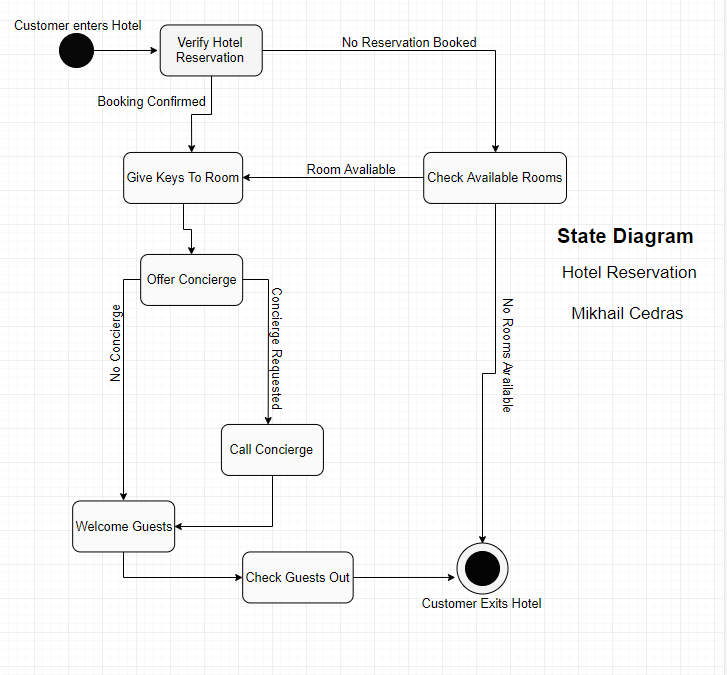 Customer enters Hotel
Verify Hotel
Reservation
No Reservation Booked
Booking Confirmed
Give Keys To Room
Room Avaliable
Check Available Rooms
State Diagram
Hotel Reservation
Mikhail Cedras
Offer Concierge
No Concierge
Concierge Requested
No Rooms Available
Call Concierge
Welcome Guests
Check Guests Out
Customer Exits Hotel